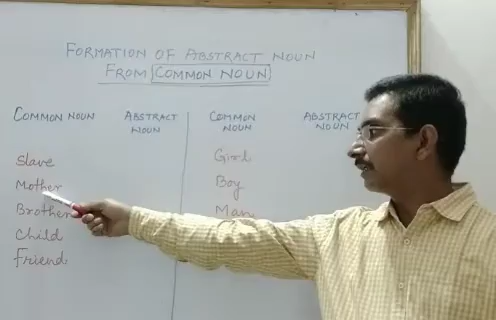 FORMATION OF ABSTRACT NOUN
FROM COMMON NOUN
COMMON NOUN ABSTRACT NOUN COMMON NOUN ABSTRACT NOUN
Slave Girl
Mother Boy
Brother Man
Child
Friend